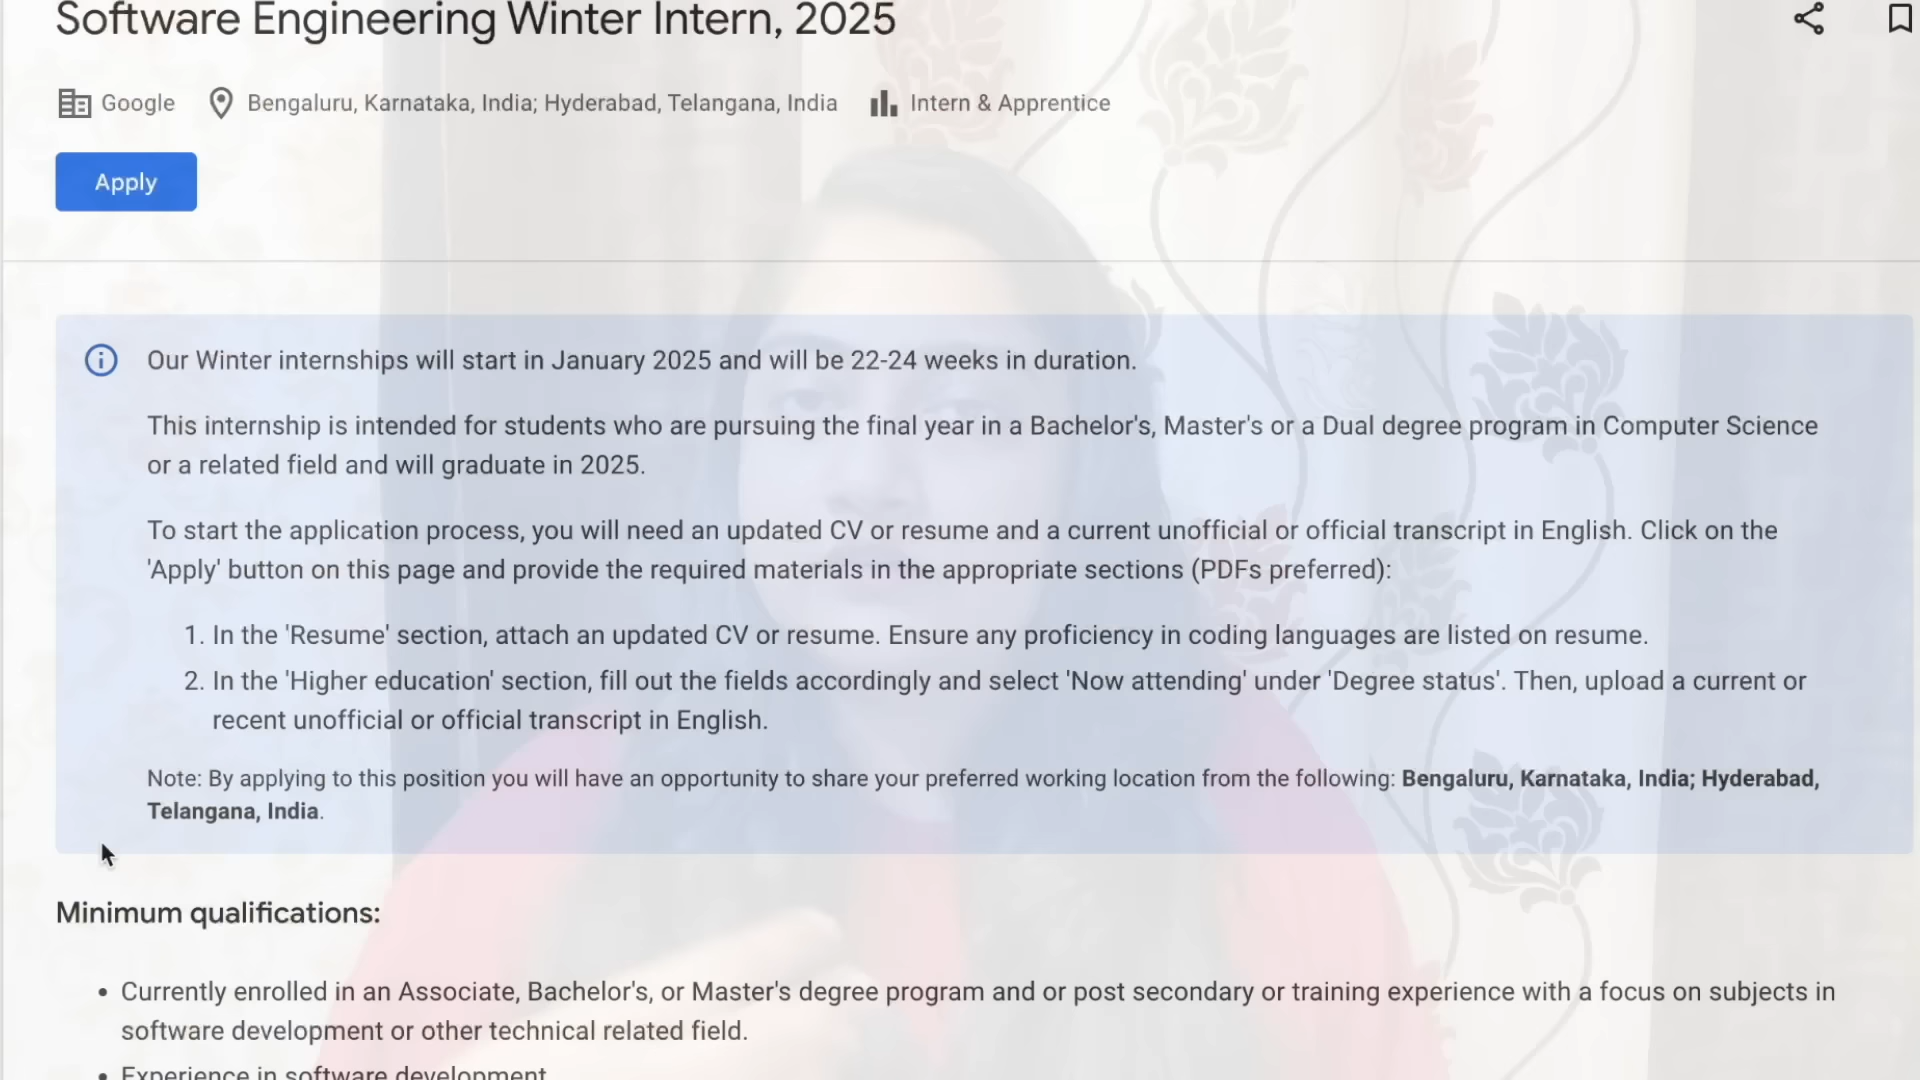 Software Engineering Winter Intern, 2025
Google Bengaluru, Karnataka, India; Hyderabad, Telangana, India Intern & Apprentice
Apply
Our Winter internships will start in January 2025 and will be 22-24 weeks in duration.
This internship is intended for students who are pursuing the final year in a Bachelor's, Master's or a Dual degree program in Computer Science
or a related field and will graduate in 2025.
To start the application process, you will need an updated CV or resume and a current unofficial or official transcript in English. Click on the
'Apply' button on this page and provide the required materials in the appropriate sections (PDFs preferred):
1. In the 'Resume' section, attach an updated CV or resume. Ensure any proficiency in coding languages are listed on resume.
2. In the 'Higher education' section, fill out the fields accordingly and select 'Now attending' under 'Degree status'. Then, upload a current or
recent unofficial or official transcript in English.
Note: By applying to this position you will have an opportunity to share your preferred working location from the following: Bengaluru, Karnataka, India; Hyderabad,
Telangana, India.
Minimum qualifications:
• Currently enrolled in an Associate, Bachelor's, or Master's degree program and or post secondary or training experience with a focus on subjects in
software development or other technical related field.
• Experience in software development